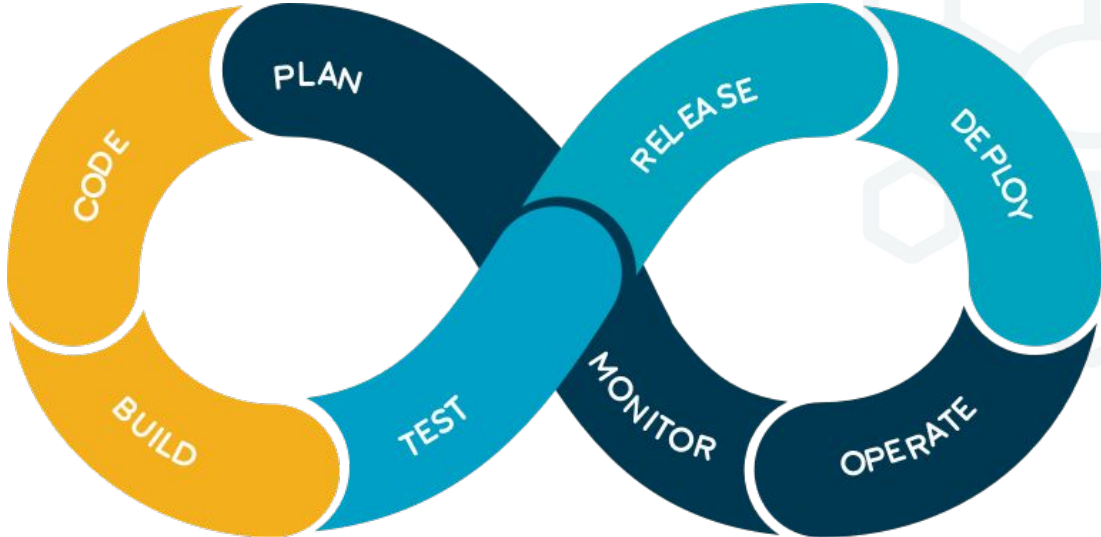 PLAN
CODE
BUILD
TEST
RELEASE
DEPLOY
OPERATE
MONITOR